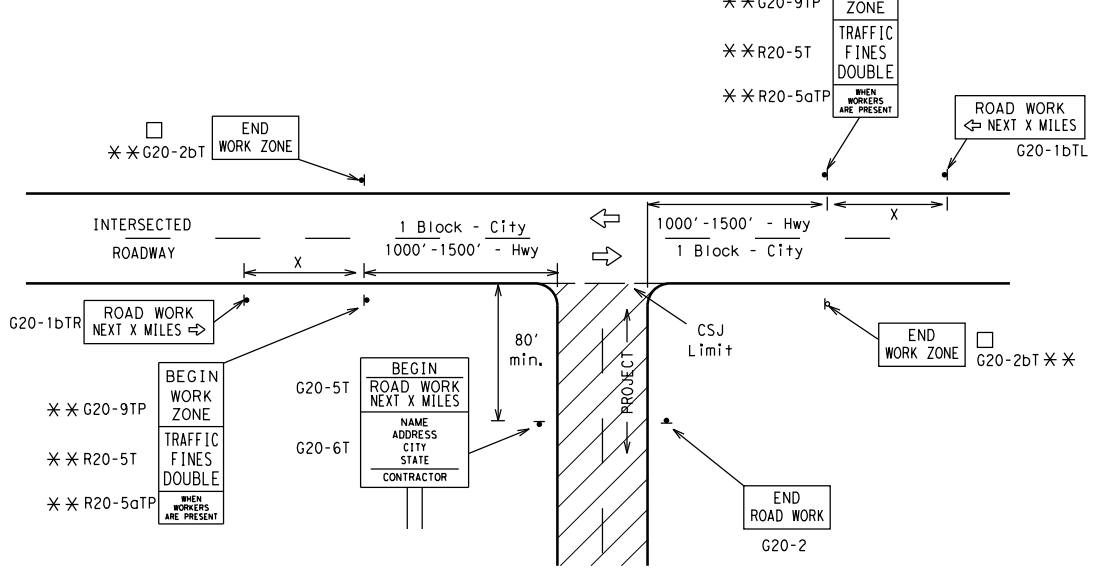 ✳✳G20-9TP
ZONE
TRAFFIC
FINES
DOUBLE
✳✳R20-5T
WHEN
WORKERS
ARE PRESENT
✳✳R20-5aTP
ROAD WORK
⇦ NEXT X MILES
G20-1bTL
END
WORK ZONE
□
✳✳G20-2bT
INTERSECTED
ROADWAY
1 Block - City
1000'-1500' - Hwy
1000'-1500' - Hwy
1 Block - City
X
X
ROAD WORK
NEXT X MILES ⇨
G20-1bTR
80'
min.
CSJ
Limit
PROJECT
END
WORK ZONE
□
G20-2bT✳✳
BEGIN
WORK
ZONE
✳✳G20-9TP
TRAFFIC
FINES
DOUBLE
✳✳R20-5T
WHEN
WORKERS
ARE PRESENT
✳✳R20-5aTP
G20-5T
BEGIN
ROAD WORK
NEXT X MILES
G20-6T
NAME
ADDRESS
CITY
STATE
CONTRACTOR
END
ROAD WORK
G20-2